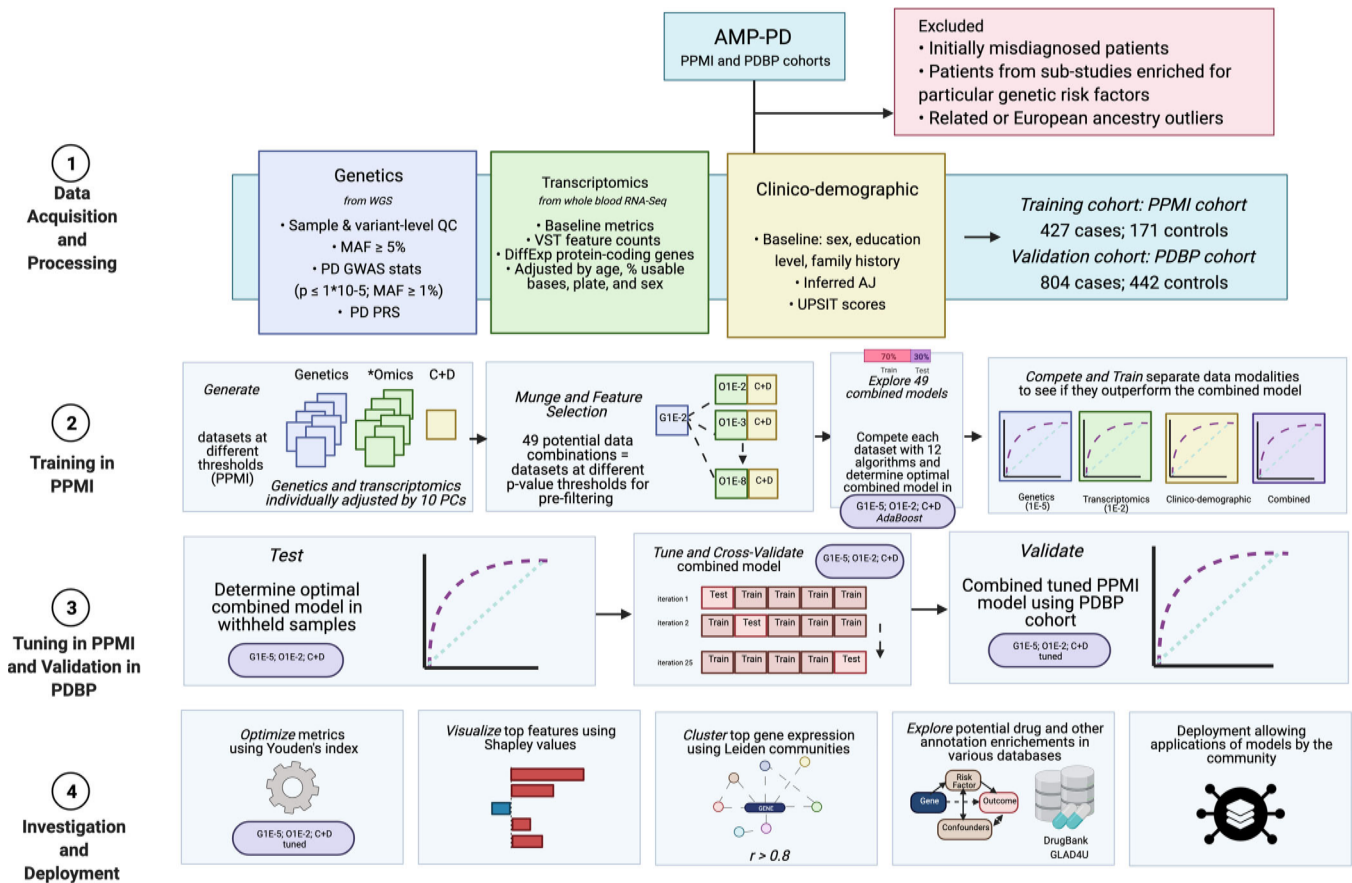 AMP-PD
PPMI and PDBP cohorts
Excluded
• Initially misdiagnosed patients
• Patients from sub-studies enriched for
particular genetic risk factors
• Related or European ancestry outliers
1
Data
Acquisition
and
Processing
Genetics
from WGS
• Sample & variant-level QC
• MAF ≥ 5%
• PD GWAS stats
(p ≤ 1*10-5; MAF ≥ 1%)
• PD PRS
Transcriptomics
from whole blood RNA-Seq
• Baseline metrics
• VST feature counts
• DiffExp protein-coding genes
• Adjusted by age, % usable
bases, plate, and sex
Clinico-demographic
• Baseline: sex, education
level, family history
• Inferred AJ
• UPSIT scores
Training cohort: PPMI cohort
427 cases; 171 controls
Validation cohort: PDBP cohort
804 cases; 442 controls
2
Training in
PPMI
Generate
datasets at
different
thresholds
(PPMI)
Genetics
*Omics
C+D
Genetics and transcriptomics
individually adjusted by 10 PCs
Munge and Feature
Selection
49 potential data
combinations =
datasets at different
p-value thresholds for
pre-filtering
G1E-2
O1E-2
C+D
O1E-3
C+D
O1E-8
C+D
70%
30%
Train
Test
Explore 49
combined models
Compete each
dataset with 12
algorithms and
determine optimal
combined model in
G1E-5; O1E-2; C+D
AdaBoost
Compete and Train separate data modalities
to see if they outperform the combined model
Genetics
(1E-5)
Transcriptomics
(1E-2)
Clinico-demographic
Combined
3
Tuning in PPMI
and Validation in
PDBP
Test
Determine optimal
combined model in
withheld samples
G1E-5; O1E-2; C+D
Tune and Cross-Validate
combined model
G1E-5; O1E-2; C+D
iteration 1
Test
Train
Train
Train
Train
iteration 2
Train
Test
Train
Train
Train
iteration 25
Train
Train
Train
Train
Test
Validate
Combined tuned PPMI
model using PDBP
cohort
G1E-5; O1E-2; C+D
tuned
4
Investigation
and
Deployment
Optimize metrics
using Youden's index
G1E-5; O1E-2; C+D
tuned
Visualize top features using
Shapley values
Cluster top gene expression
using Leiden communities
GENE
r > 0.8
Explore potential drug and other
annotation enrichements in
various databases
Risk
Factor
Gene
Outcome
Confounders
DrugBank
GLAD4U
Deployment allowing
applications of models by the
community